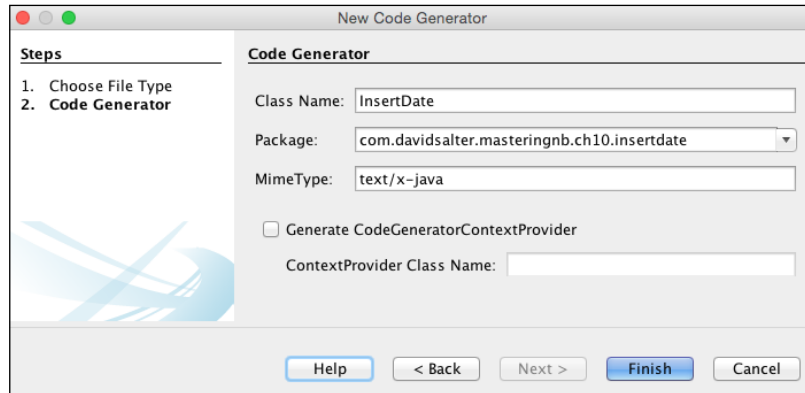 New Code Generator
Steps
1. Choose File Type
2. Code Generator
Code Generator
Class Name: InsertDate
Package: com.davidsalter.masteringnb.ch10.insertdate
MimeType: text/x-java
Generate CodeGeneratorContextProvider
ContextProvider Class Name:
Help
< Back
Next >
Finish
Cancel